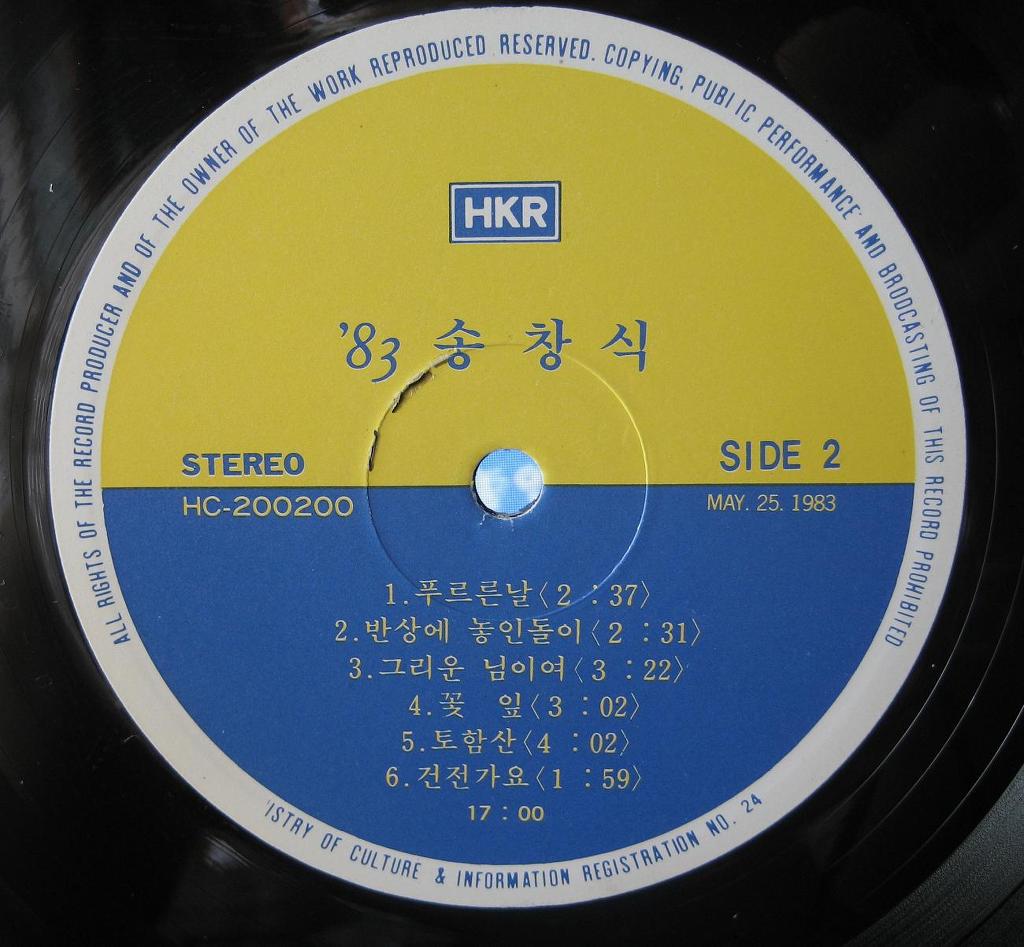 ALL RIGHTS OF THE RECORD PRODUCER AND OF THE OWNER OF THE WORK REPRODUCED RESERVED. COPYING, PUBLIC PERFORMANCE AND BRODCASTING OF THIS RECORD PROHIBITED
HKR
'83 송 창 식
STEREO
SIDE 2
HC-200200
MAY. 25. 1983
1.푸르른날〈2 : 37〉
2.반상에 놓인돌이〈2 : 31〉
3.그리운 님이여〈3 : 22〉
4.꽃 잎〈3 : 02〉
5.토함산〈4 : 02〉
6.건전가요〈1 : 59〉
17 : 00
ISTRY OF CULTURE & INFORMATION REGISTRATION NO. 24